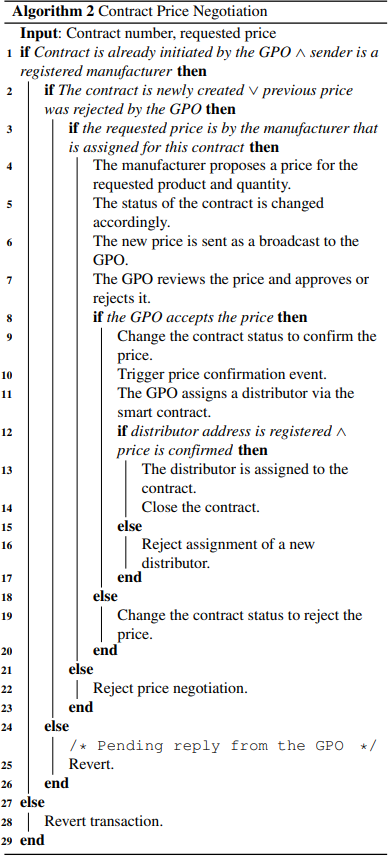 Algorithm 2 Contract Price Negotiation
Input: Contract number, requested price
1 if Contract is already initiated by the GPO ∧ sender is a
registered manufacturer then
2 if The contract is newly created ∨ previous price
was rejected by the GPO then
3 if the requested price is by the manufacturer that
is assigned for this contract then
4 The manufacturer proposes a price for the
requested product and quantity.
5 The status of the contract is changed
accordingly.
6 The new price is sent as a broadcast to the
GPO.
7 The GPO reviews the price and approves or
rejects it.
8 if the GPO accepts the price then
9 Change the contract status to confirm the
price.
10 Trigger price confirmation event.
11 The GPO assigns a distributor via the
smart contract.
12 if distributor address is registered ∧
price is confirmed then
13 The distributor is assigned to the
contract.
14 Close the contract.
15 else
16 Reject assignment of a new
distributor.
17 end
18 else
19 Change the contract status to reject the
price.
20 end
21 else
22 Reject price negotiation.
23 end
24 else
/* Pending reply from the GPO */
25 Revert.
26 end
27 else
28 Revert transaction.
29 end